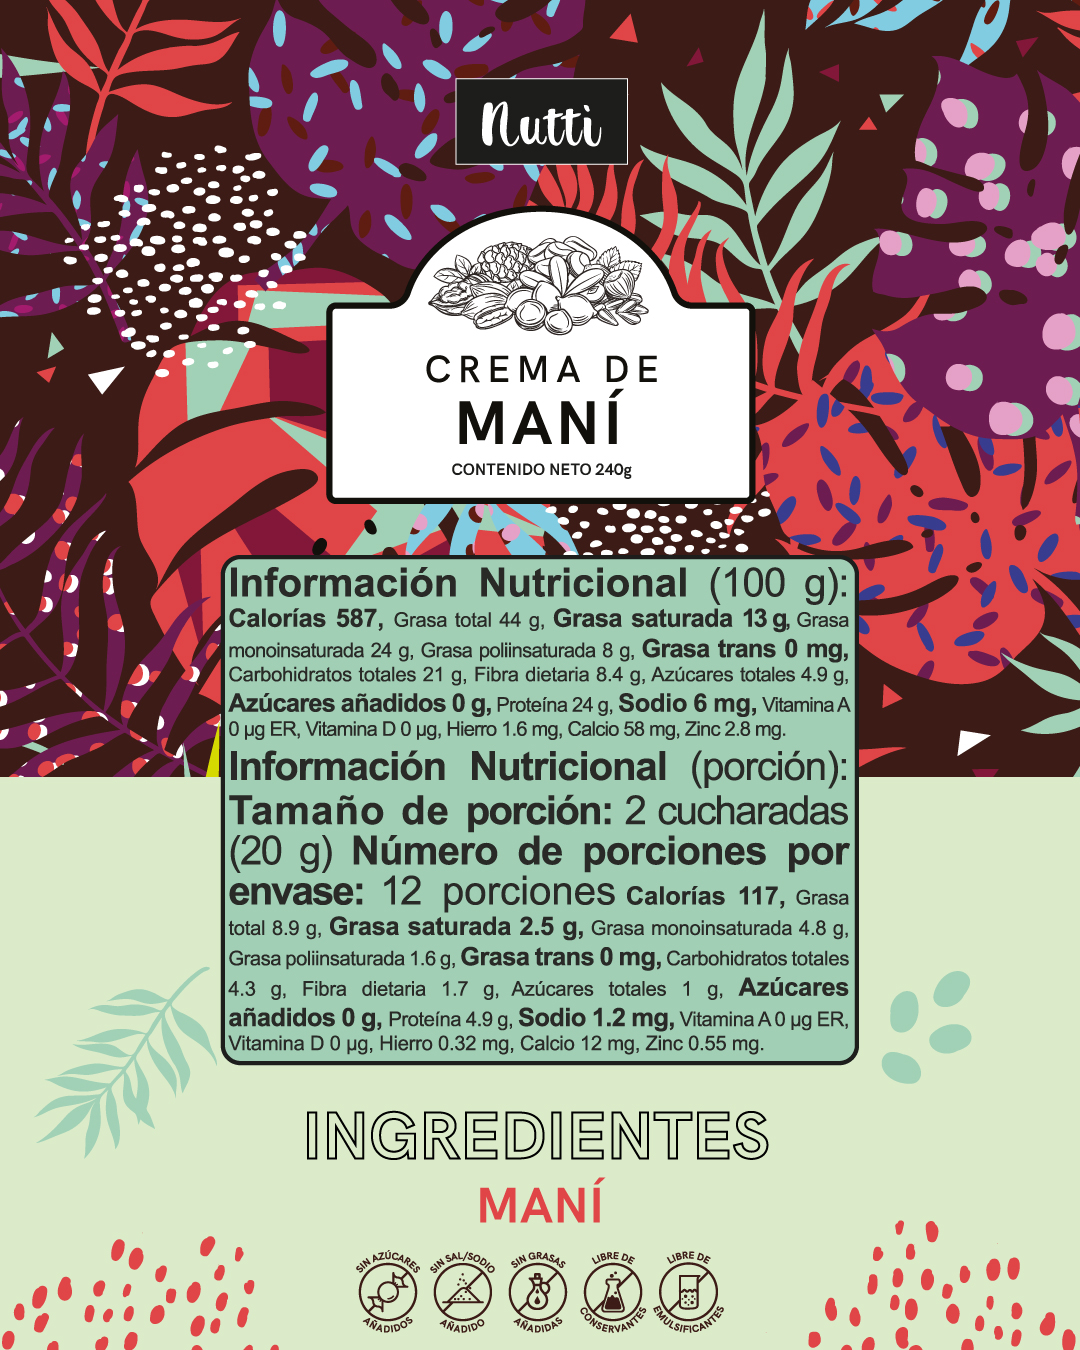 Nutti
CREMA DE
MANÍ
CONTENIDO NETO 240g
Información Nutricional (100 g):
Calorías 587, Grasa total 44 g, Grasa saturada 13 g, Grasa
monoinsaturada 24 g, Grasa poliinsaturada 8 g, Grasa trans 0 mg,
Carbohidratos totales 21 g, Fibra dietaria 8.4 g, Azúcares totales 4.9 g,
Azúcares añadidos 0 g, Proteína 24 g, Sodio 6 mg, Vitamina A
0 µg ER, Vitamina D 0 µg, Hierro 1.6 mg, Calcio 58 mg, Zinc 2.8 mg.
Información Nutricional (porción):
Tamaño de porción: 2 cucharadas
(20 g) Número de porciones por
envase: 12 porciones Calorías 117, Grasa
total 8.9 g, Grasa saturada 2.5 g, Grasa monoinsaturada 4.8 g,
Grasa poliinsaturada 1.6 g, Grasa trans 0 mg, Carbohidratos totales
4.3 g, Fibra dietaria 1.7 g, Azúcares totales 1 g, Azúcares
añadidos 0 g, Proteína 4.9 g, Sodio 1.2 mg, Vitamina A 0 µg ER,
Vitamina D 0 µg, Hierro 0.32 mg, Calcio 12 mg, Zinc 0.55 mg.
INGREDIENTES
MANÍ
SIN AZÚCARES
AÑADIDOS
SIN SAL/SODIO
AÑADIDO
SIN GRASAS
AÑADIDAS
LIBRE DE
CONSERVANTES
LIBRE DE
EMULSIFICANTES